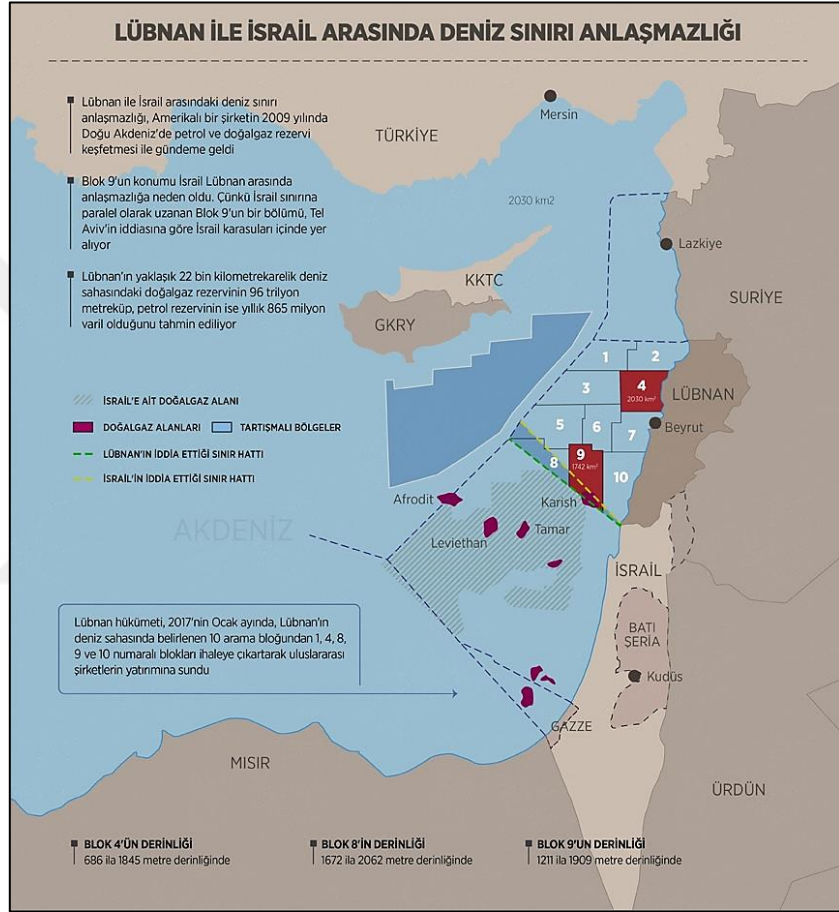 LÜBNAN İLE İSRAİL ARASINDA DENİZ SINIRI ANLAŞMAZLIĞI
Lübnan ile İsrail arasındaki deniz sınırı
anlaşmazlığı, Amerikalı bir şirketin 2009 yılında
Doğu Akdeniz'de petrol ve doğalgaz rezervi
keşfetmesi ile gündeme geldi
Blok 9'un konumu İsrail Lübnan arasında
anlaşmazlığa neden oldu. Çünkü İsrail sınırına
paralel olarak uzanan Blok 9'un bir bölümü, Tel
Aviv'in iddiasına göre İsrail karasuları içinde yer
alıyor
Lübnan'ın yaklaşık 22 bin kilometrekarelik deniz
sahasındaki doğalgaz rezervinin 96 trilyon
metreküp, petrol rezervinin ise yıllık 865 milyon
varil olduğunu tahmin ediliyor
TÜRKİYE
Mersin
2030 km2
Lazkiye
KKTC
GKRY
SURİYE
1
2
3
4
2030 km²
LÜBNAN
5
6
7
Beyrut
8
9
1742 km²
10
İSRAİL'E AİT DOĞALGAZ ALANI
DOĞALGAZ ALANLARI
TARTIŞMALI BÖLGELER
LÜBNAN'IN İDDİA ETTİĞİ SINIR HATTI
İSRAİL'İN İDDİA ETTİĞİ SINIR HATTI
Afrodit
Karish
AKDENİZ
Leviethan
Tamar
İSRAİL
Lübnan hükümeti, 2017'nin Ocak ayında, Lübnan'ın
deniz sahasında belirlenen 10 arama bloğundan 1, 4, 8,
9 ve 10 numaralı blokları ihaleye çıkartarak uluslararası
şirketlerin yatırımına sundu
BATI
ŞERIA
Kudüs
GAZZE
MISIR
ÜRDÜN
BLOK 4'ÜN DERİNLİĞİ
686 ila 1845 metre derinliğinde
BLOK 8'İN DERİNLİĞİ
1672 ila 2062 metre derinliğinde
BLOK 9'UN DERİNLİĞİ
1211 ila 1909 metre derinliğinde